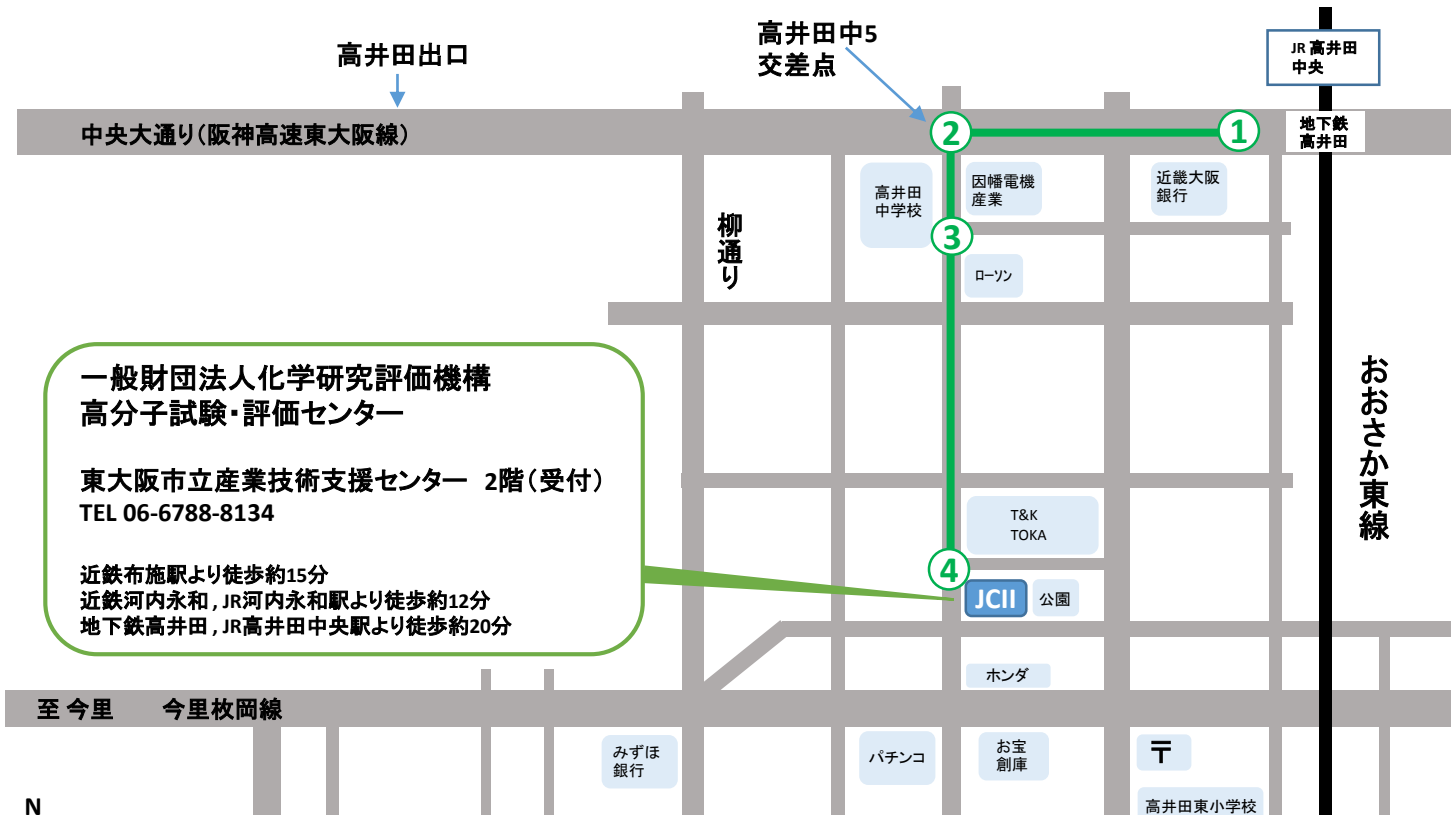 高井田出口
高井田中5
交差点
JR 高井田
中央
中央大通り(阪神高速東大阪線)
2
1
地下鉄
高井田
高井田
中学校
因幡電機
産業
近畿大阪
銀行
柳通り
3
ローソン
一般財団法人化学研究評価機構
高分子試験・評価センター
東大阪市立産業技術支援センター 2階(受付)
TEL 06-6788-8134
近鉄布施駅より徒歩約15分
近鉄河内永和 , JR河内永和駅より徒歩約12分
地下鉄高井田 , JR高井田中央駅より徒歩約20分
おおさか東線
T&K
TOKA
4
JCII
公園
ホンダ
至 今里 今里枚岡線
みずほ
銀行
パチンコ
お宝
創庫
〒
高井田東小学校
N